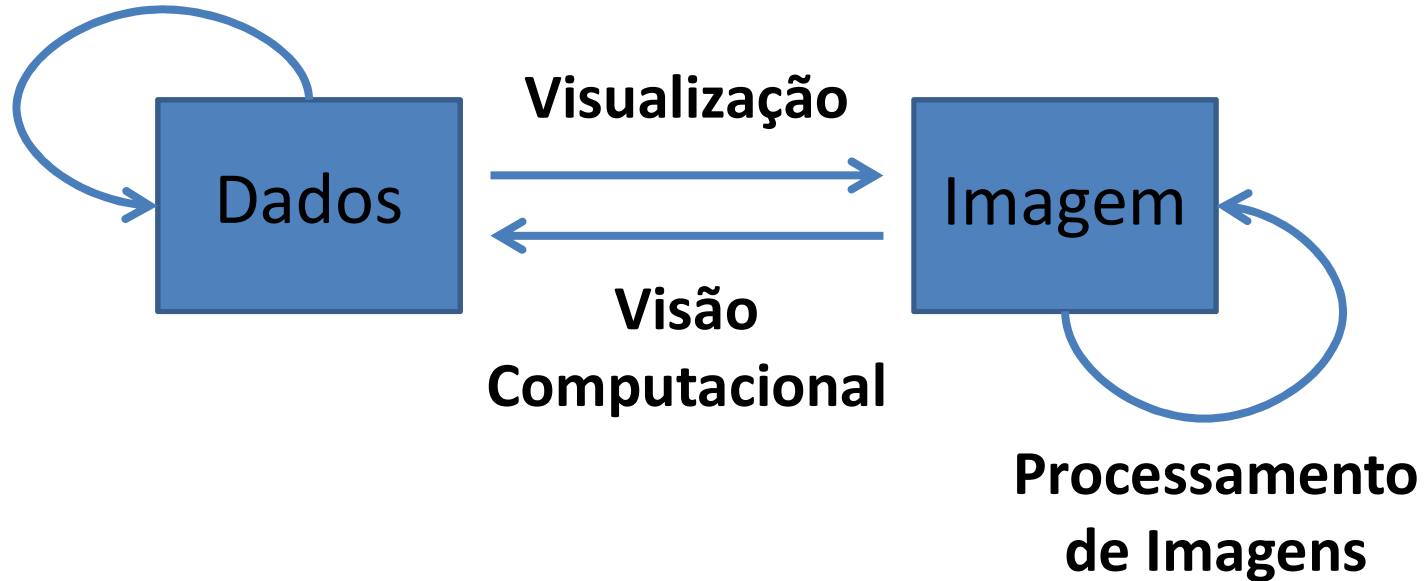 Visualização
Dados
Imagem
Visão
Computacional
Processamento
de Imagens